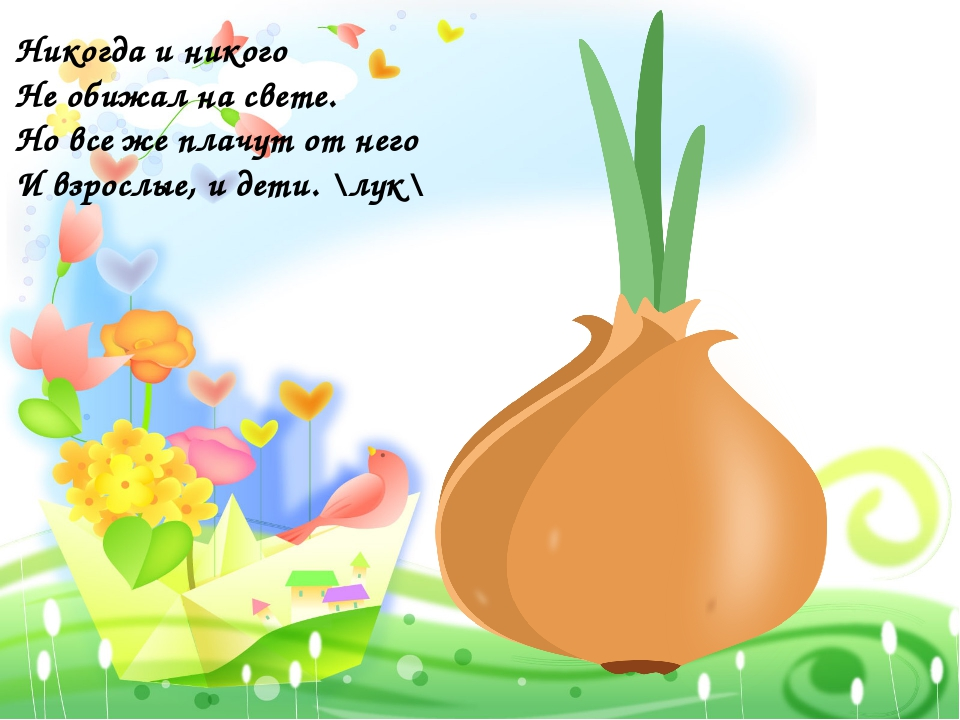 Никогда и никого
Не обижал на свете.
Но все же плачут от него
И взрослые, и дети. \лук\